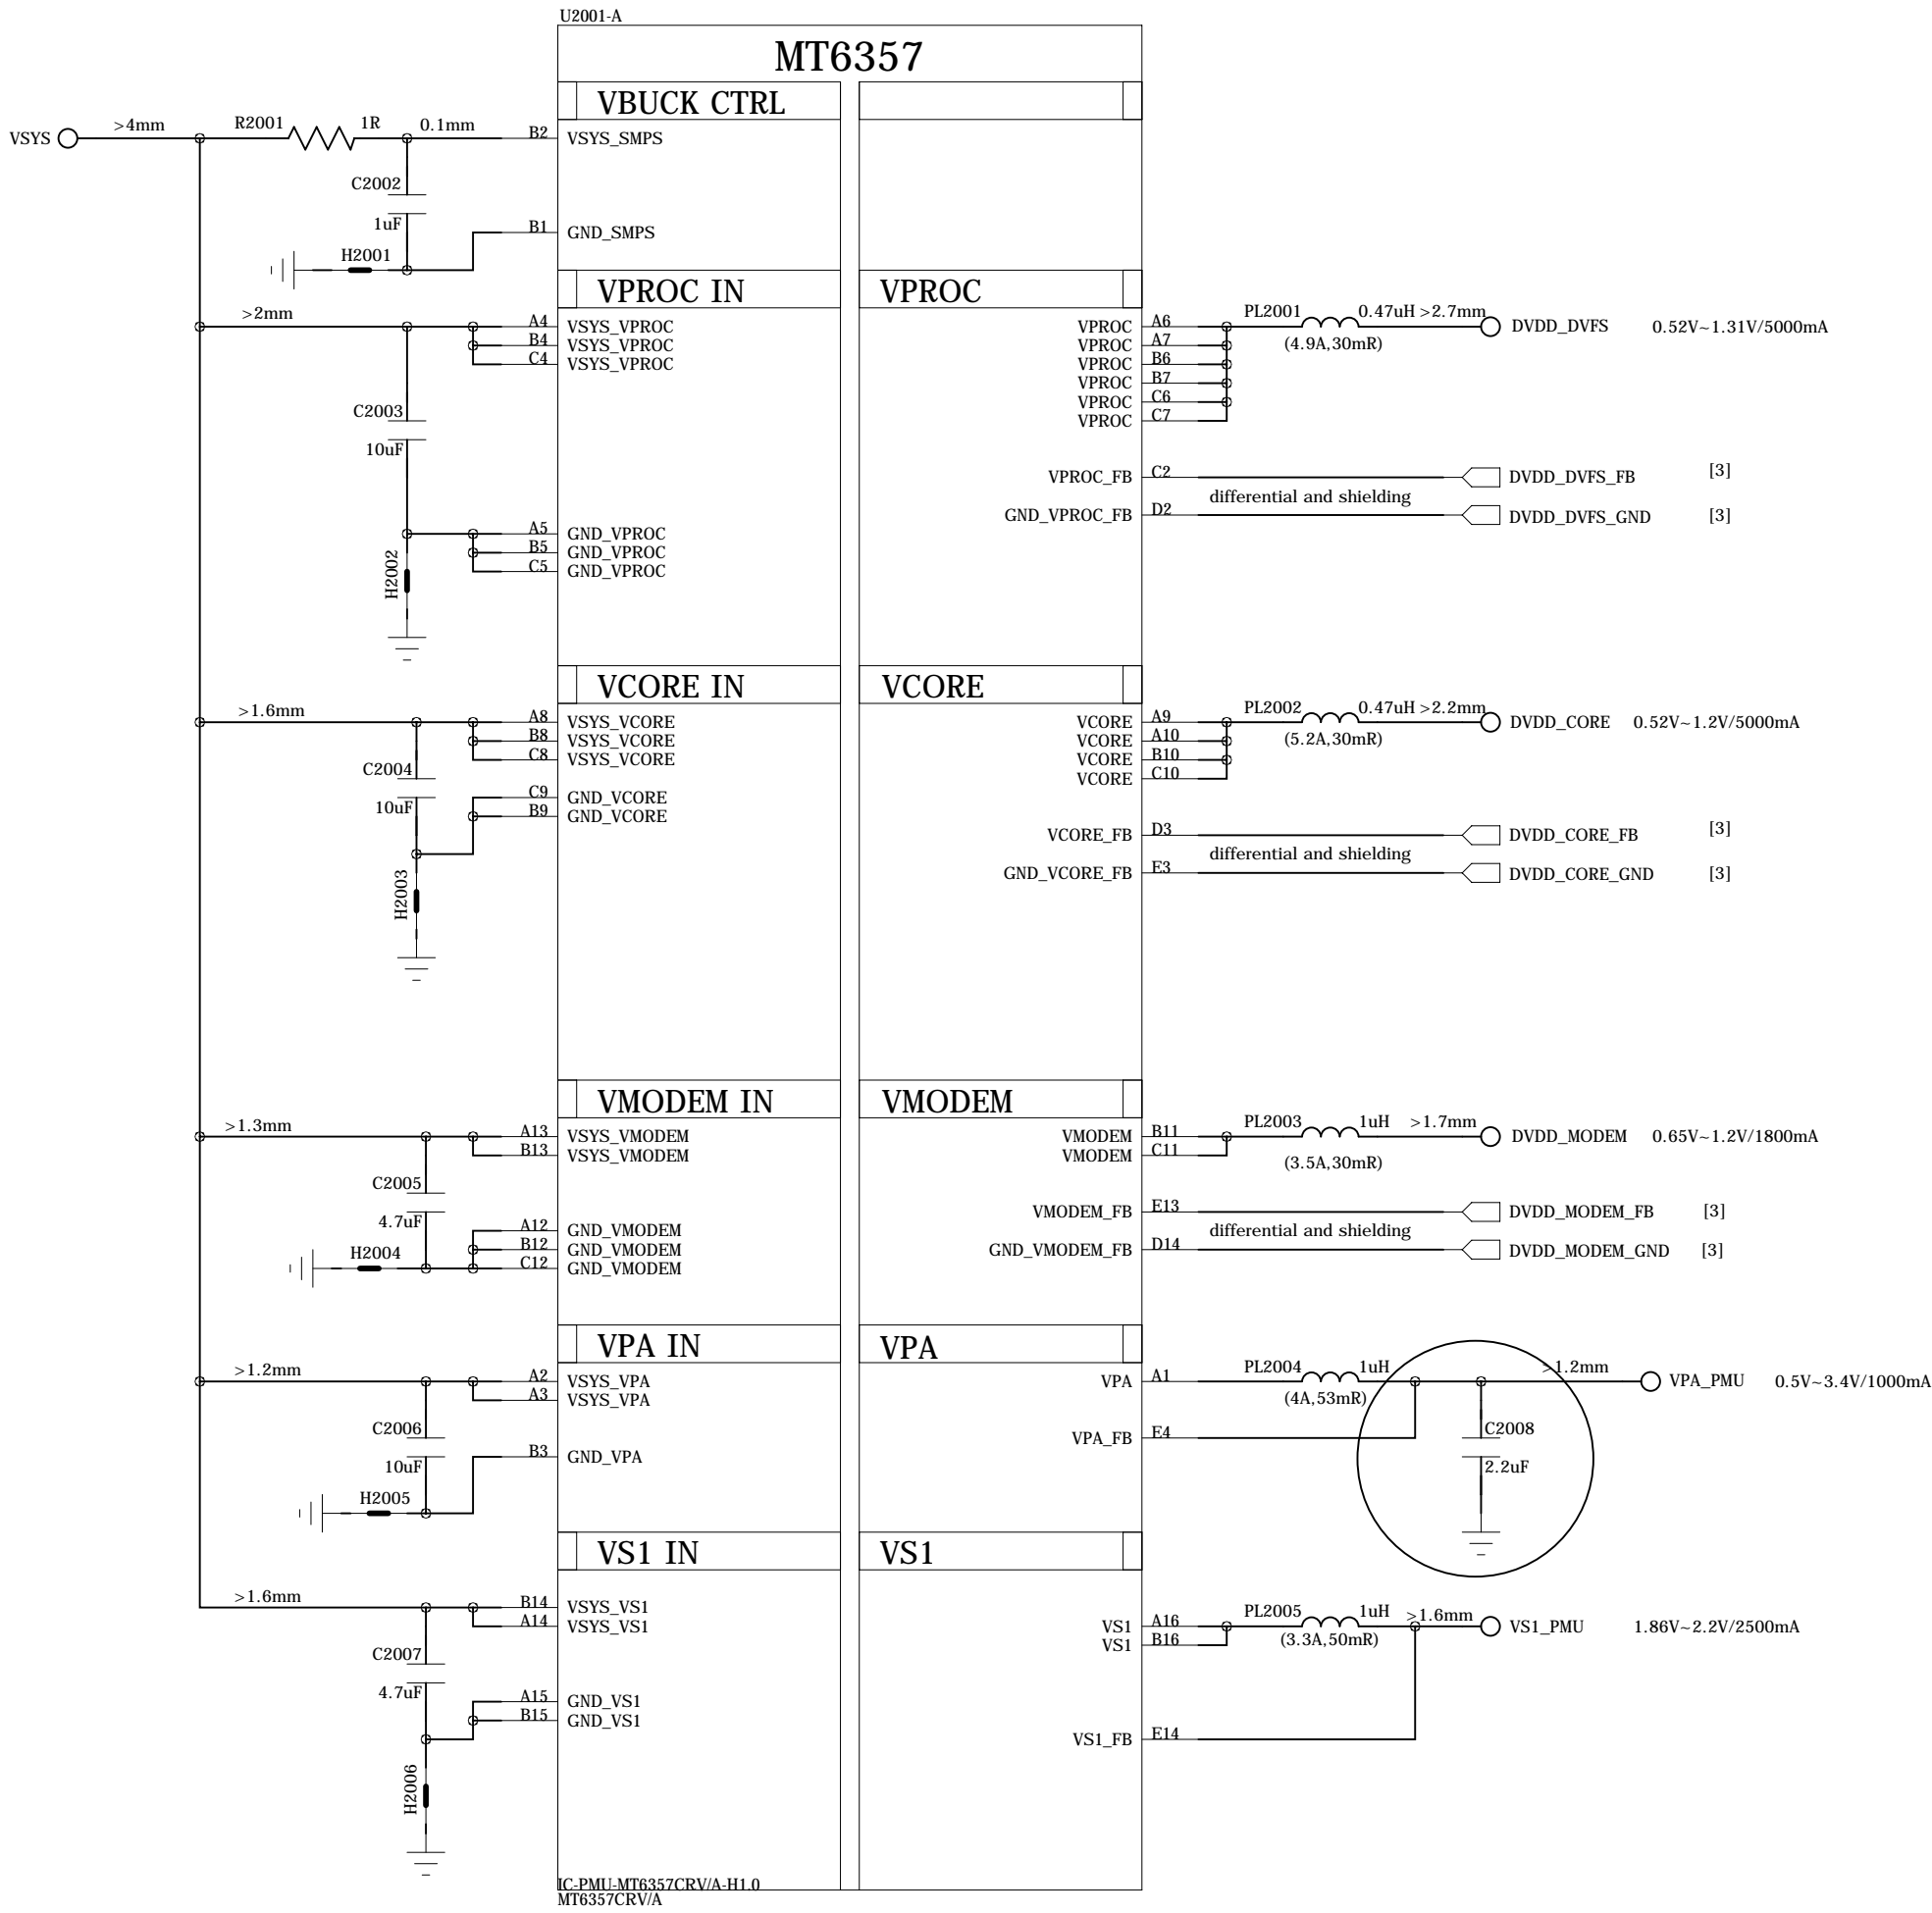 U2001-A
MT6357
VBUCK CTRL
VSYS
>4mm
R2001
1R
0.1mm
B2
VSYS_SMPS
C2002
1uF
B1
GND_SMPS
H2001
VPROC IN
VPROC
>2mm
A4
VSYS_VPROC
B4
VSYS_VPROC
C4
VSYS_VPROC
C2003
10uF
A5
GND_VPROC
B5
GND_VPROC
C5
GND_VPROC
H2002
VPROC
A6
VPROC
A7
VPROC
B6
VPROC
B7
VPROC
C6
VPROC
C7
PL2001
0.47uH
>2.7mm
(4.9A,30mR)
DVDD_DVFS
0.52V~1.31V/5000mA
VPROC_FB
C2
DVDD_DVFS_FB
[3]
differential and shielding
GND_VPROC_FB
D2
DVDD_DVFS_GND
[3]
VCORE IN
VCORE
>1.6mm
A8
VSYS_VCORE
B8
VSYS_VCORE
C8
VSYS_VCORE
C2004
10uF
C9
GND_VCORE
B9
GND_VCORE
H2003
VCORE
A9
VCORE
A10
VCORE
B10
VCORE
C10
PL2002
0.47uH
>2.2mm
(5.2A,30mR)
DVDD_CORE
0.52V~1.2V/5000mA
VCORE_FB
D3
DVDD_CORE_FB
[3]
differential and shielding
GND_VCORE_FB
E3
DVDD_CORE_GND
[3]
VMODEM IN
VMODEM
>1.3mm
A13
VSYS_VMODEM
B13
VSYS_VMODEM
C2005
4.7uF
A12
GND_VMODEM
B12
GND_VMODEM
C12
GND_VMODEM
H2004
VMODEM
B11
VMODEM
C11
PL2003
1uH
>1.7mm
(3.5A,30mR)
DVDD_MODEM
0.65V~1.2V/1800mA
VMODEM_FB
E13
DVDD_MODEM_FB
[3]
differential and shielding
GND_VMODEM_FB
D14
DVDD_MODEM_GND
[3]
VPA IN
VPA
>1.2mm
A2
VSYS_VPA
A3
VSYS_VPA
C2006
10uF
B3
GND_VPA
H2005
VPA
A1
PL2004
1uH
>1.2mm
(4A,53mR)
VPA_PMU
0.5V~3.4V/1000mA
VPA_FB
E4
C2008
2.2uF
VS1 IN
VS1
>1.6mm
B14
VSYS_VS1
A14
VSYS_VS1
C2007
4.7uF
A15
GND_VS1
B15
GND_VS1
H2006
VS1
A16
VS1
B16
PL2005
1uH
>1.6mm
(3.3A,50mR)
VS1_PMU
1.86V~2.2V/2500mA
VS1_FB
E14
IC-PMU-MT6357CRV/A-H1.0
MT6357CRV/A